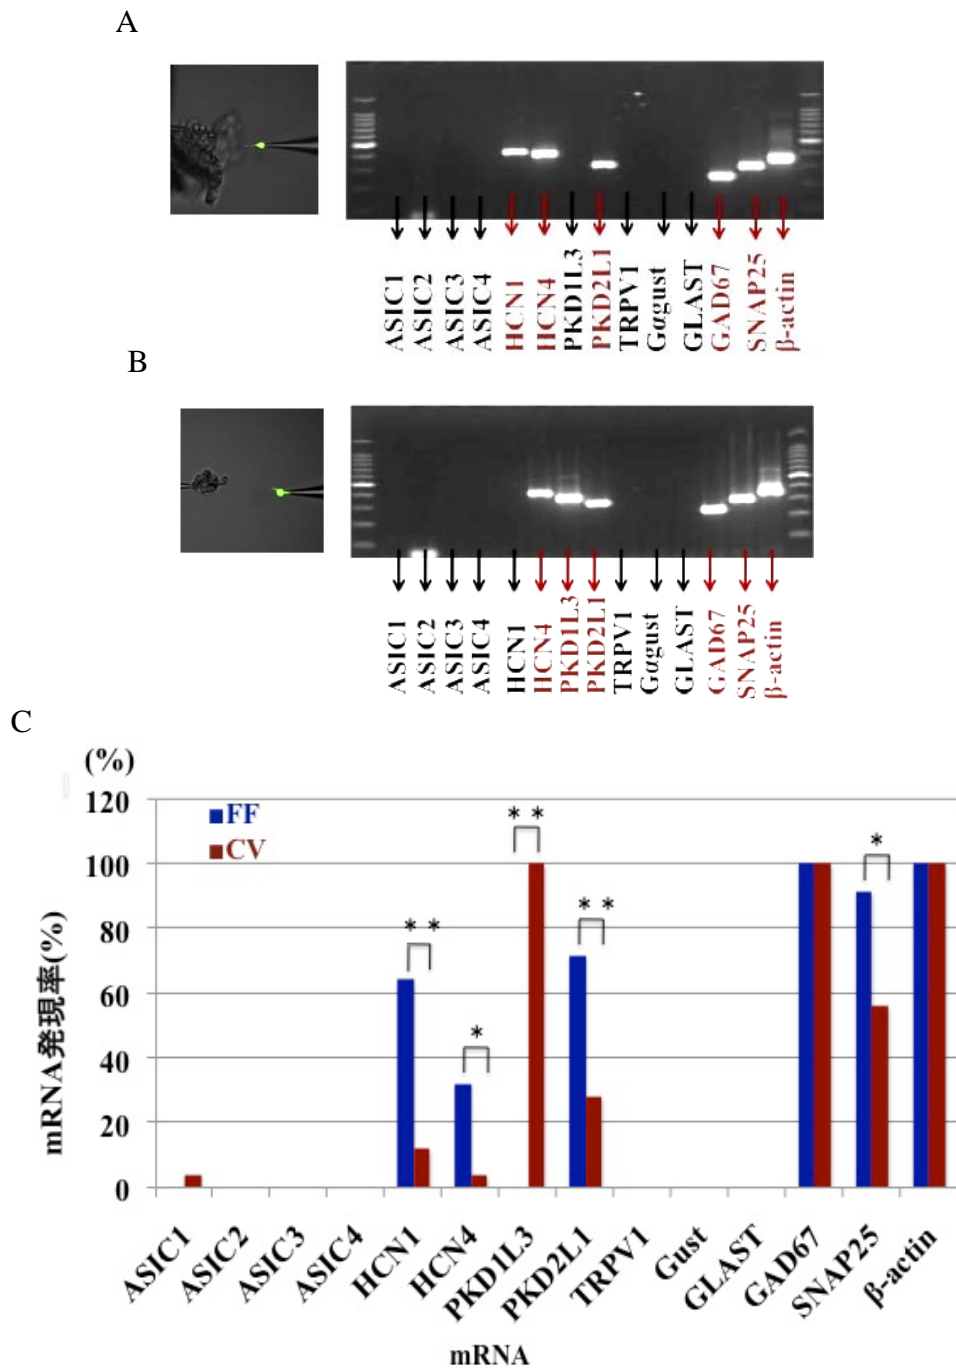 A
ASIC1
ASIC2
ASIC3
ASIC4
HCN1
HCN4
PKD1L3
PKD2L1
TRPV1
Gαgust
GLAST
GAD67
SNAP25
β-actin
B
ASIC1
ASIC2
ASIC3
ASIC4
HCN1
HCN4
PKD1L3
PKD2L1
TRPV1
Gαgust
GLAST
GAD67
SNAP25
β-actin
C
(%)
120
100
80
60
40
20
0
mRNA発現率(%)
FF
CV
* *
*
* *
* *
*
ASIC1
ASIC2
ASIC3
ASIC4
HCN1
HCN4
PKD1L3
PKD2L1
TRPV1
Gust
GLAST
GAD67
SNAP25
β-actin
mRNA